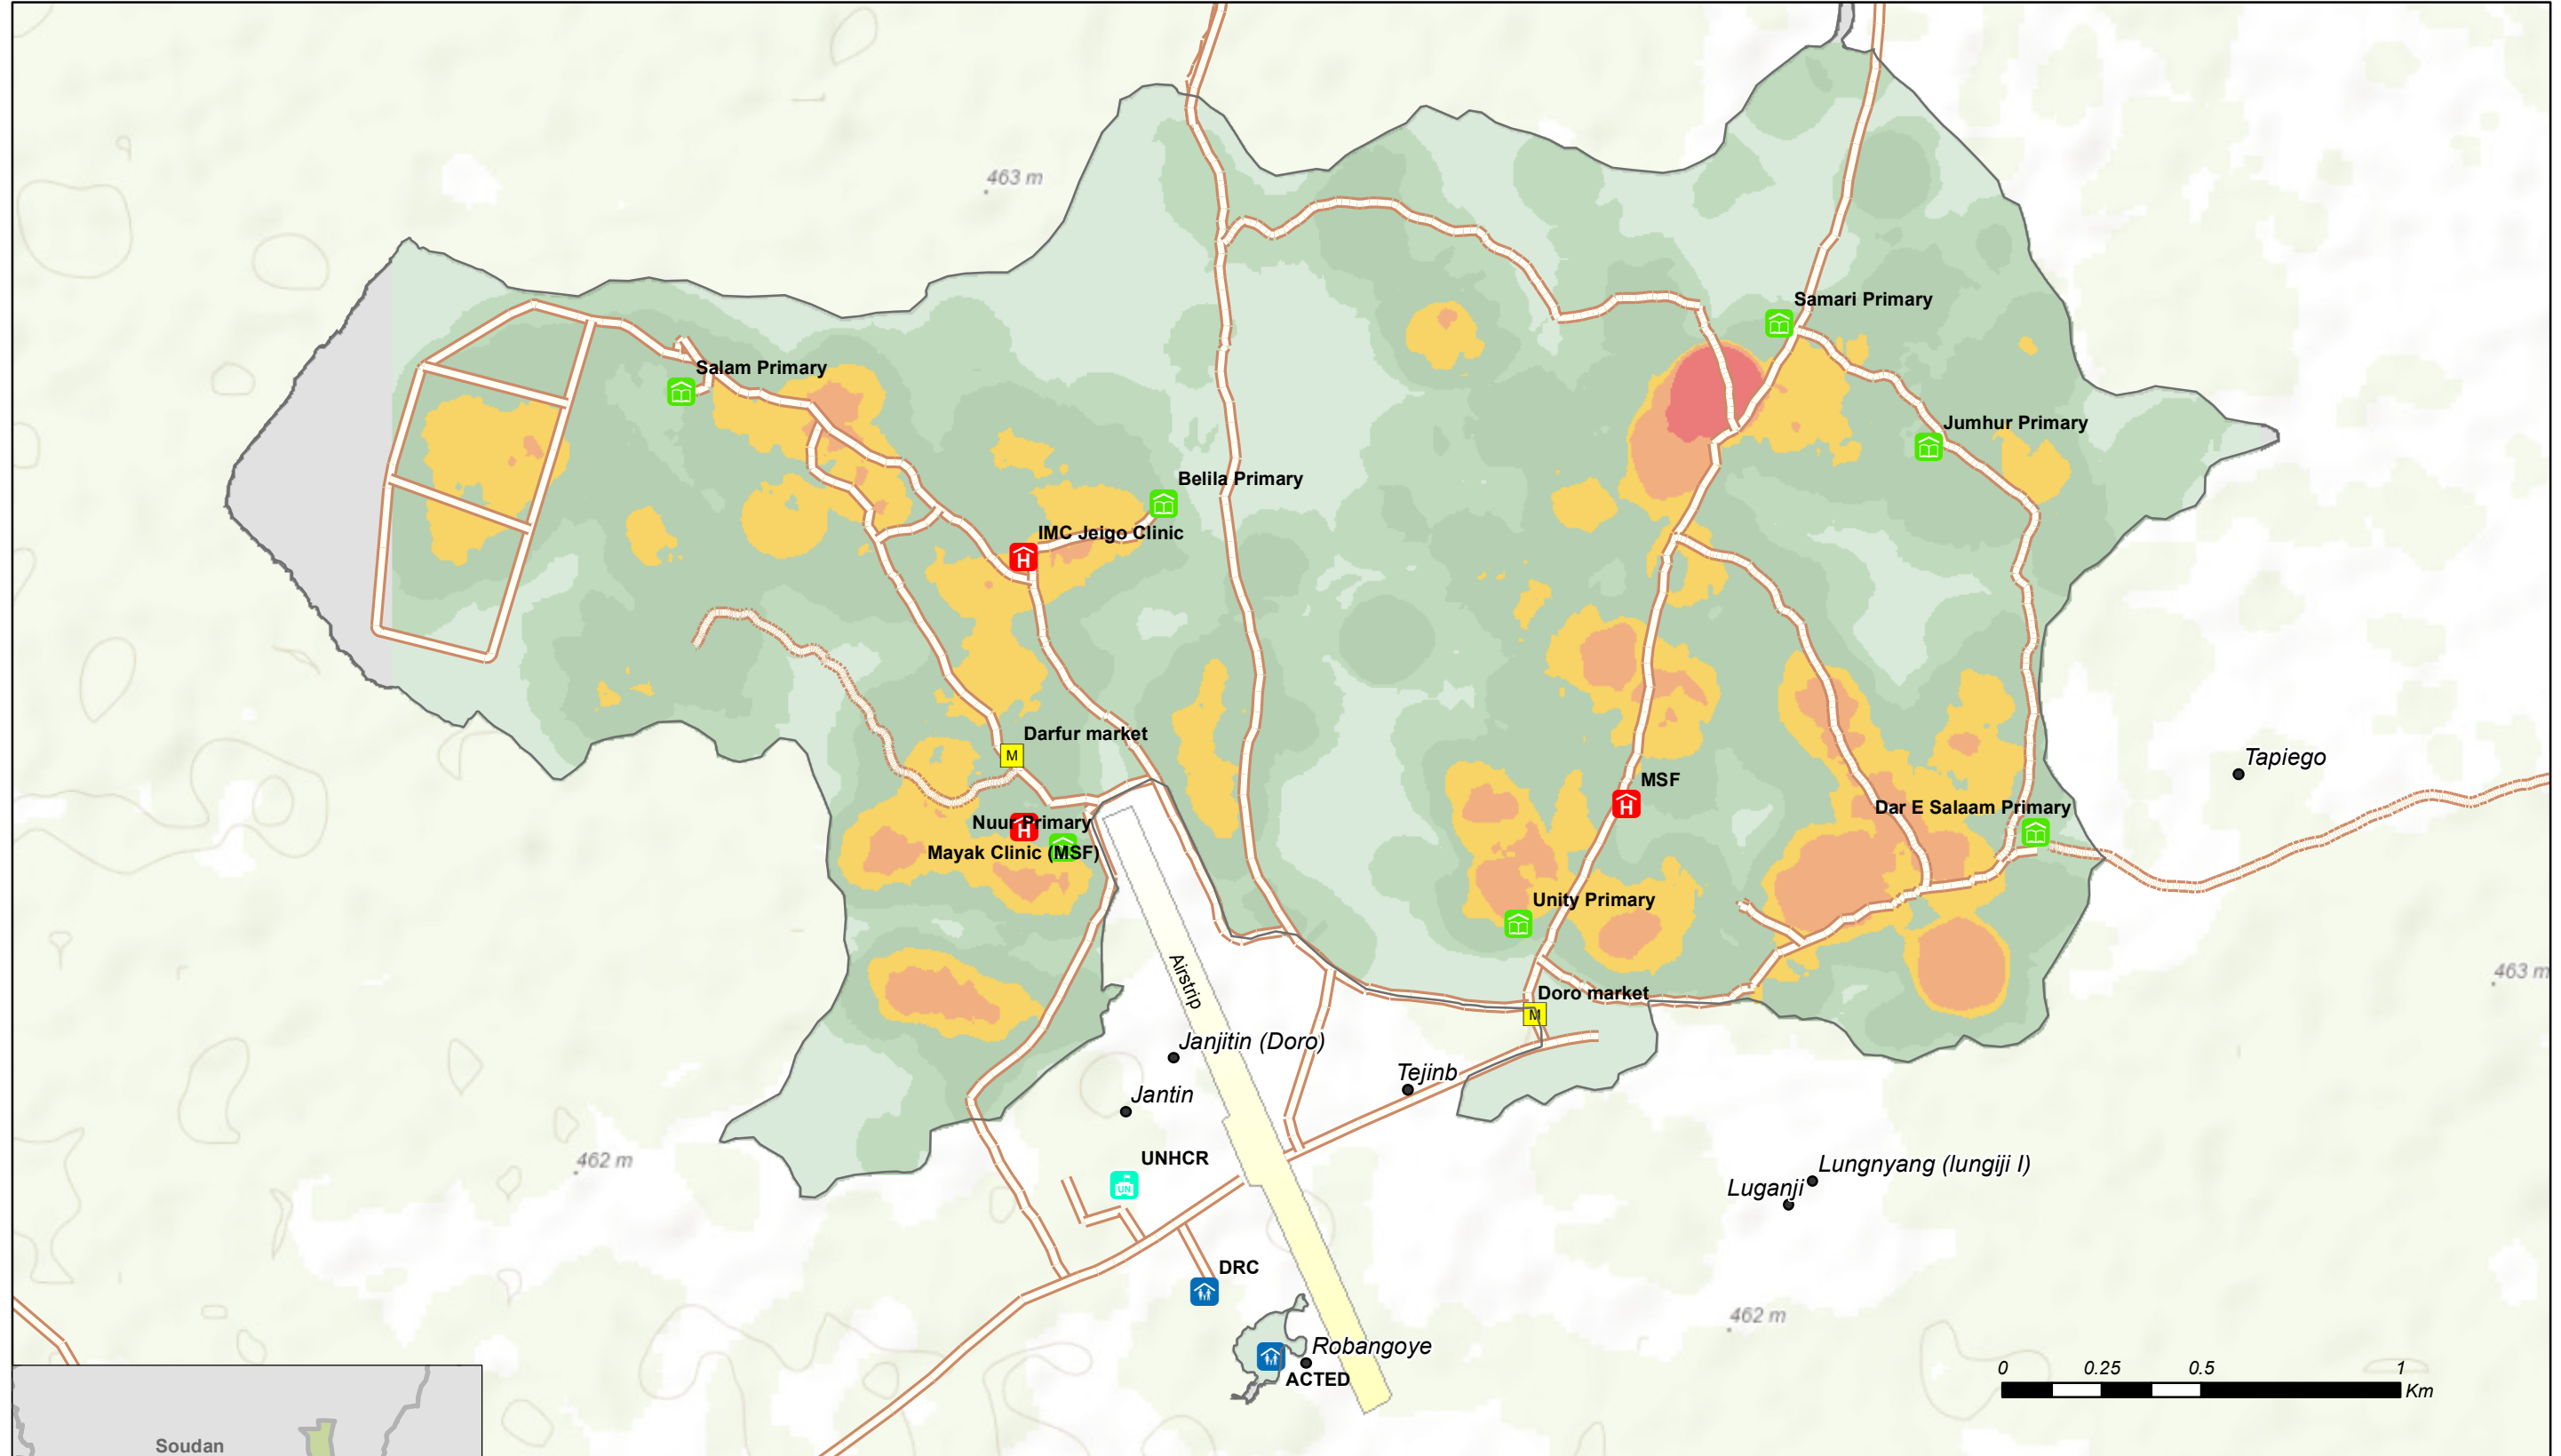 463 m
Samari Primary
Salam Primary
Jumhur Primary
Belila Primary
IMC Jeigo Clinic
H
Darfur market
M
Tapiego
MSF
H
Dar E Salaam Primary
Nuur Primary
H
Mayak Clinic (MSF)
Unity Primary
Airstrip
463 m
Doro market
M
Janjitin (Doro)
Tejinb
Jantin
462 m
UNHCR
UN
Lungnyang (lungiji I)
Luganji
DRC
462 m
Robangoye
ACTED
0 0.25 0.5 1
Km
Soudan